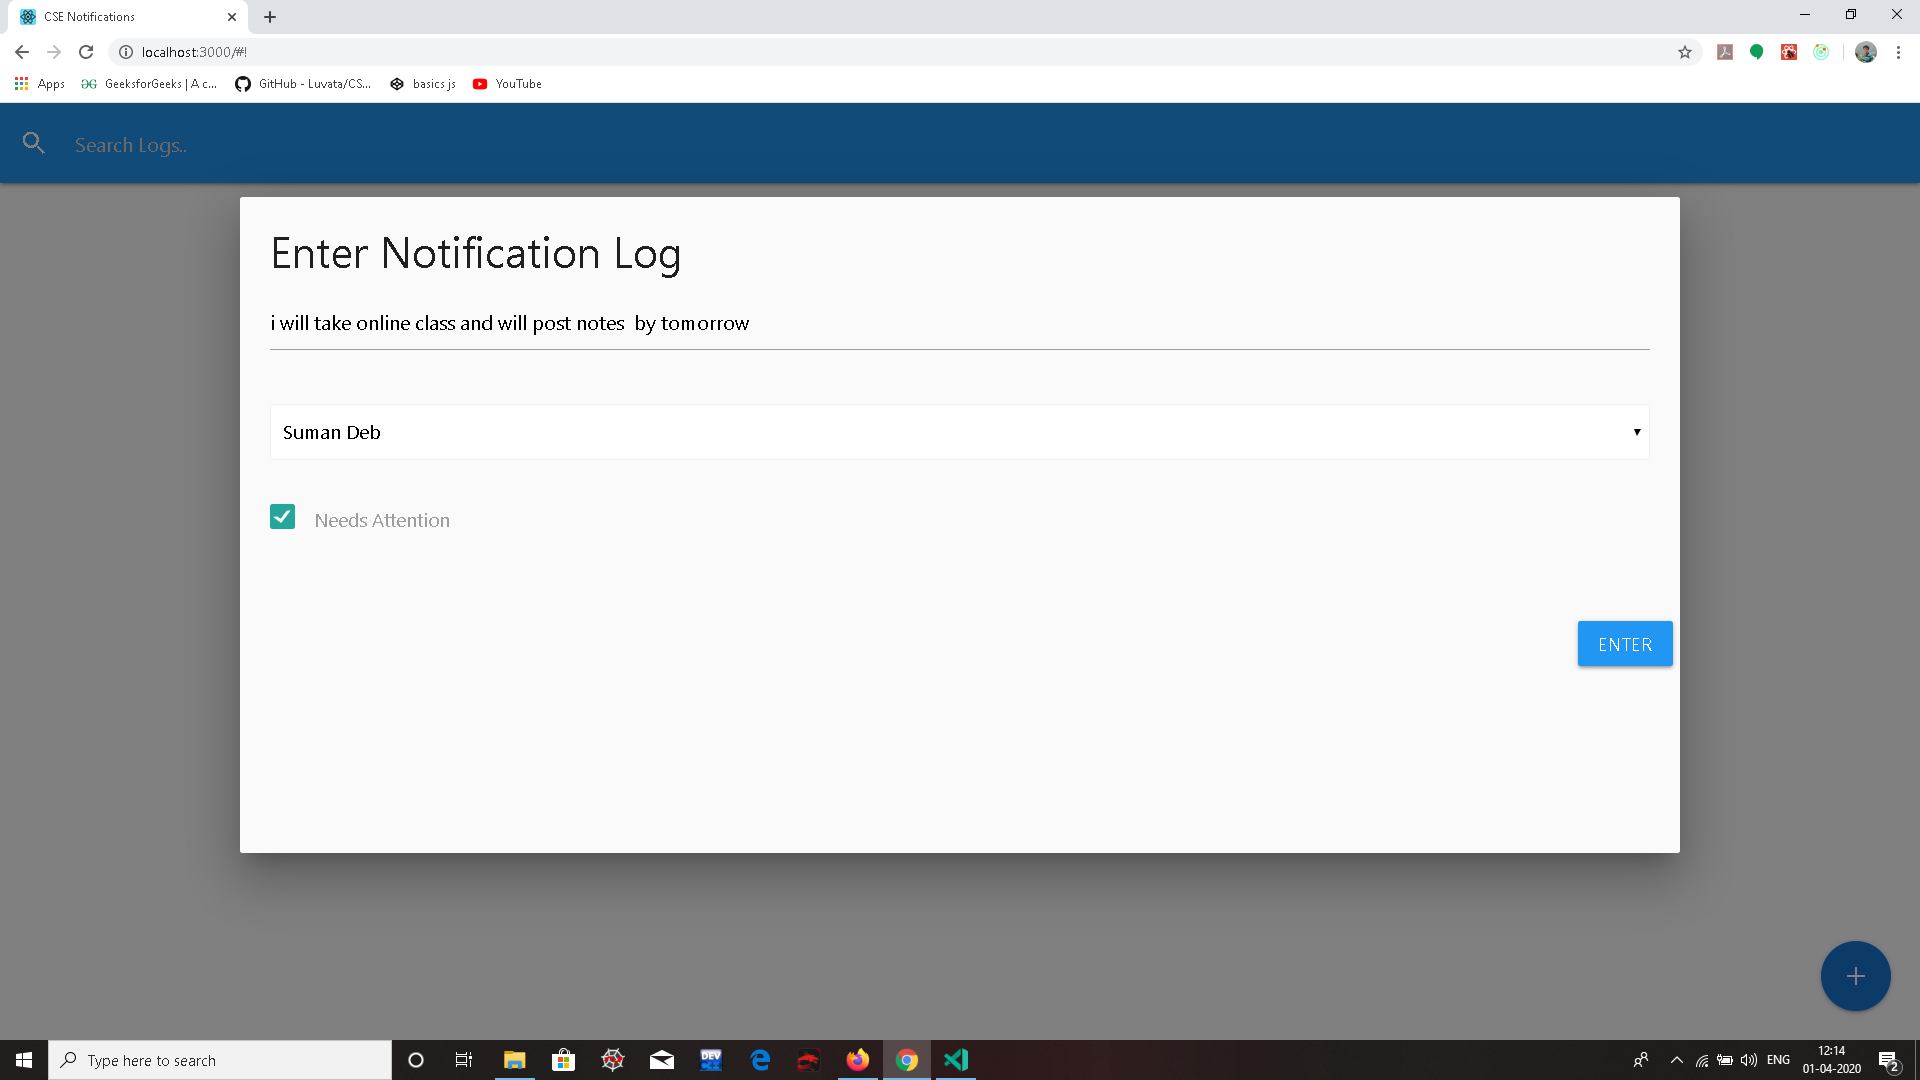 CSE Notifications
localhost:3000/#!
Apps GeeksforGeeks | A c... GitHub - Luvata/CS... basics js YouTube
Search Logs..
Enter Notification Log
i will take online class and will post notes  by tomorrow
Suman Deb
Needs Attention
ENTER
Type here to search
DEV
ENG
12:14
01-04-2020
2